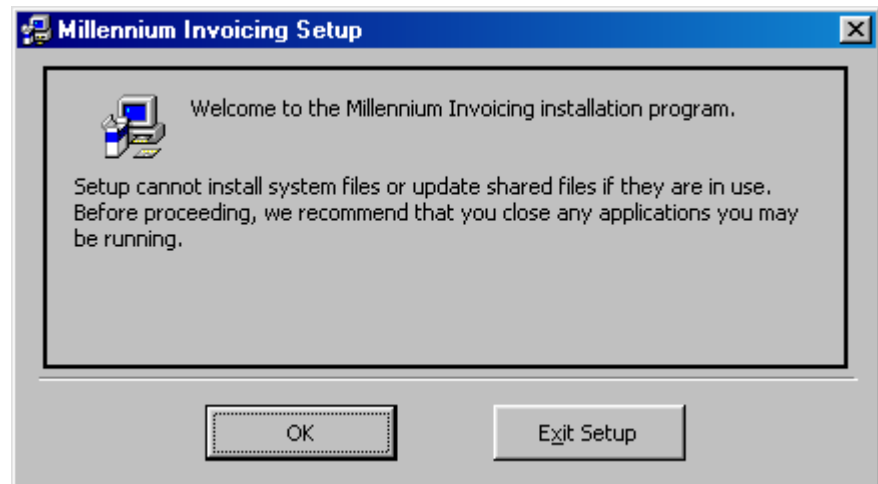 Millennium Invoicing Setup
Welcome to the Millennium Invoicing installation program.
Setup cannot install system files or update shared files if they are in use.
Before proceeding, we recommend that you close any applications you may
be running.
OK
Exit Setup